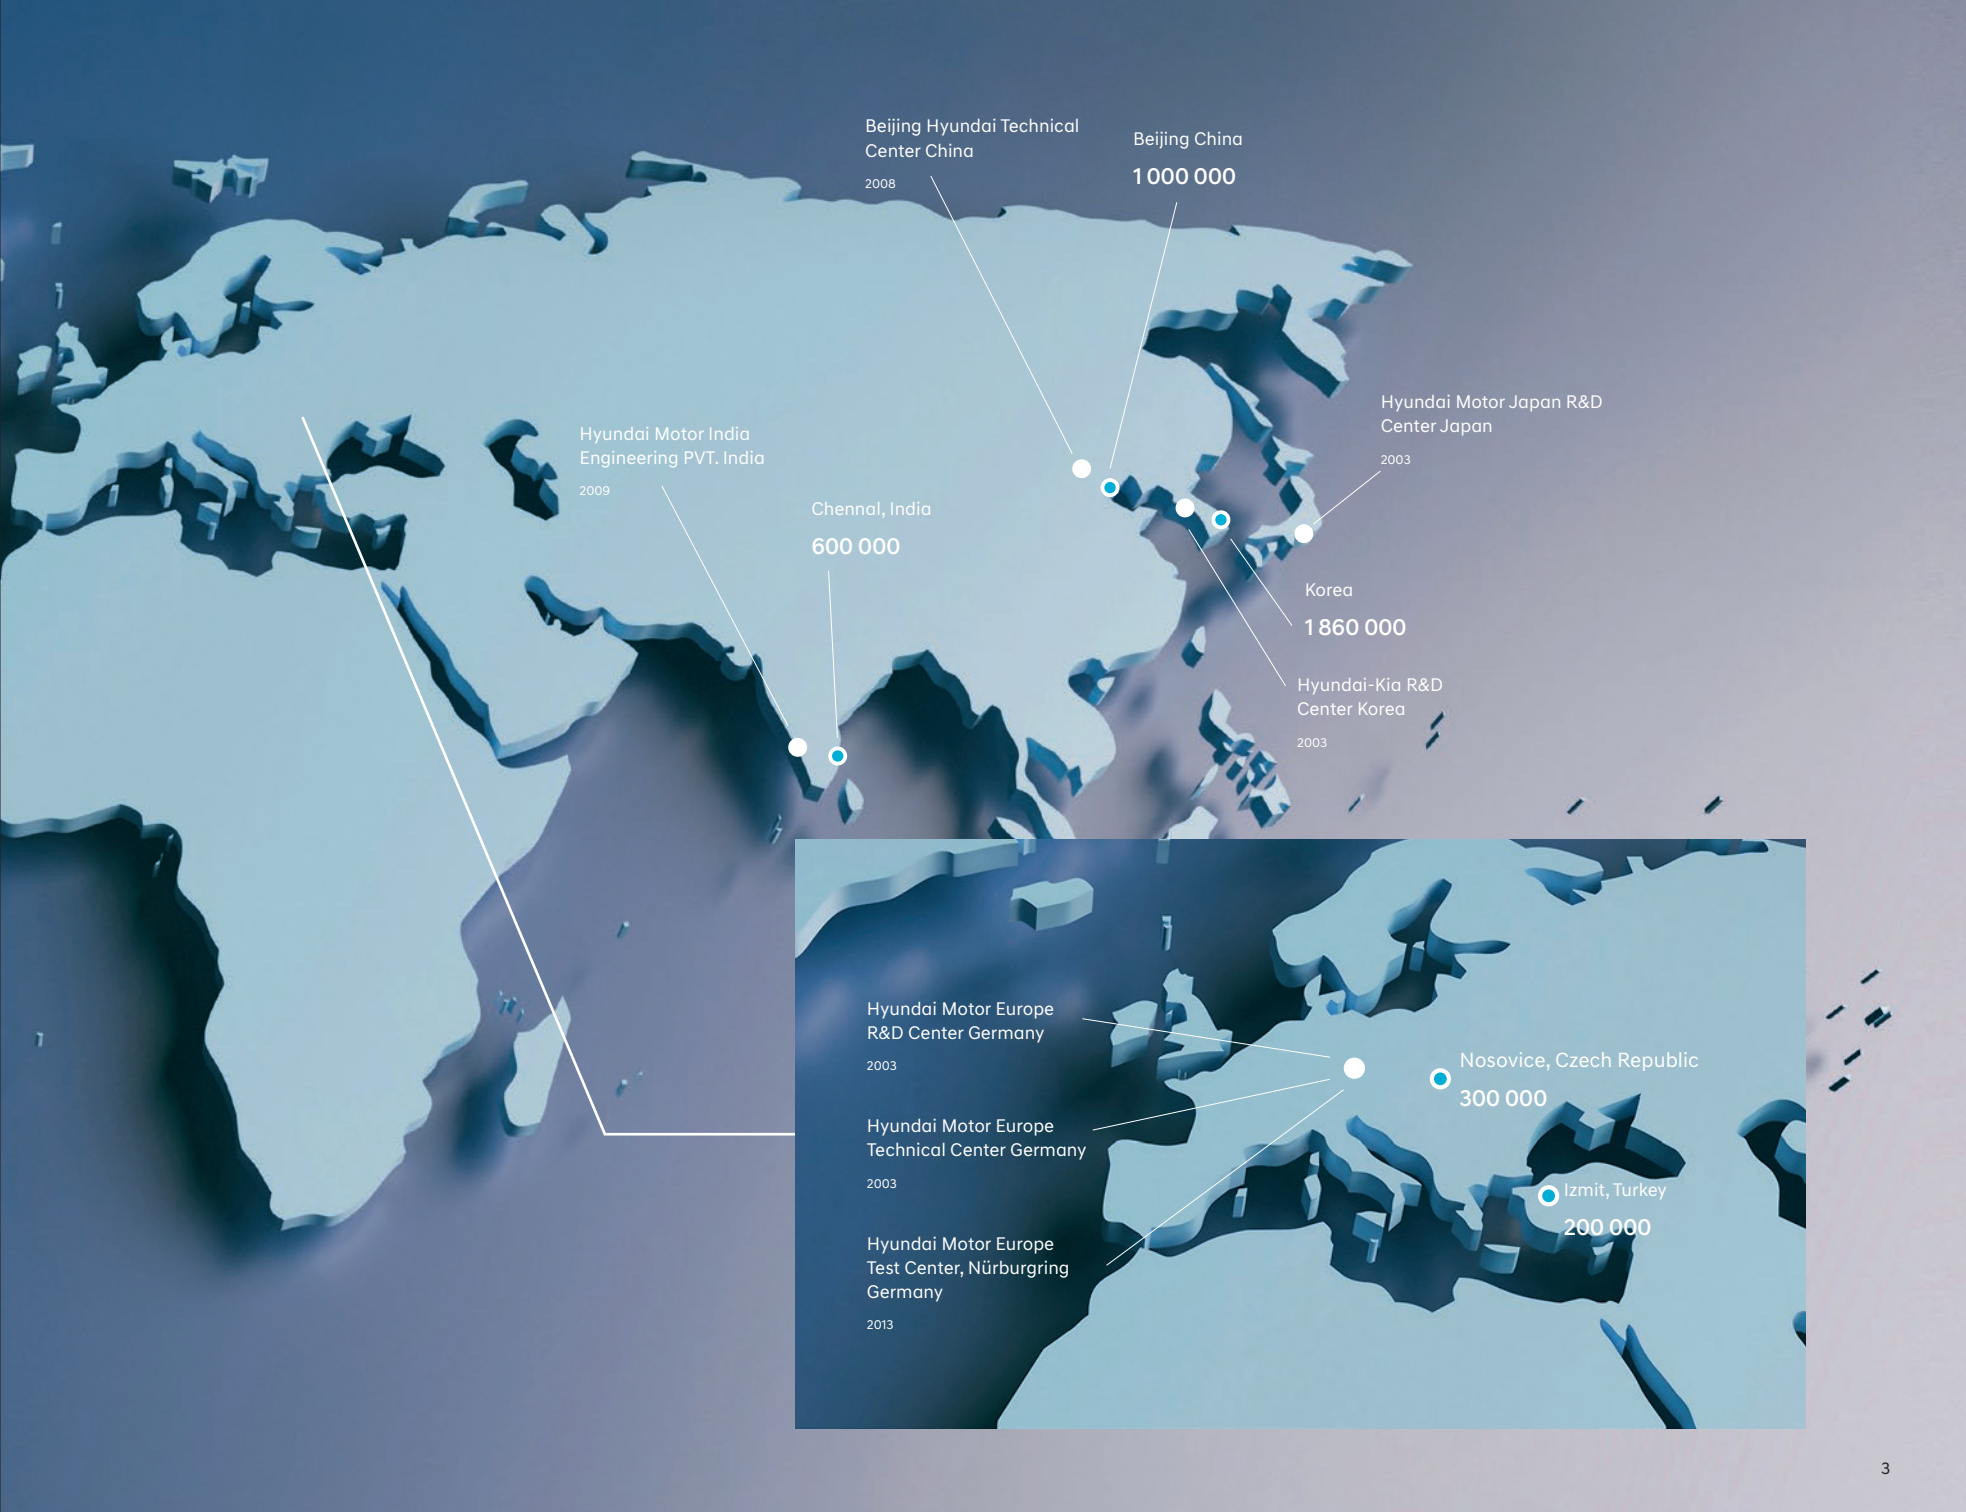 Beijing Hyundai Technical
Center China
2008
Beijing China
1 000 000
Hyundai Motor Japan R&D
Center Japan
2003
Hyundai Motor India
Engineering PVT. India
2009
Chennal, India
600 000
Korea
1 860 000
Hyundai-Kia R&D
Center Korea
2003
Hyundai Motor Europe
R&D Center Germany
2003
Nosovice, Czech Republic
300 000
Hyundai Motor Europe
Technical Center Germany
2003
Izmit, Turkey
200 000
Hyundai Motor Europe
Test Center, Nürburgring
Germany
2013
3